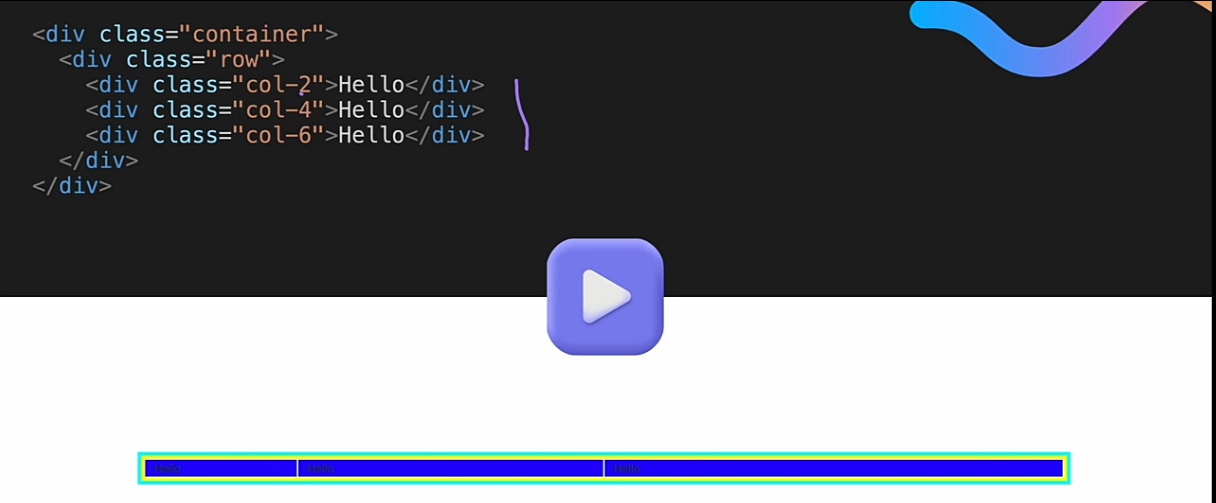 <div class="container">
<div class="row">
<div class="col-2">Hello</div>
<div class="col-4">Hello</div>
<div class="col-6">Hello</div>
</div>
</div>
Hello Hello Hello